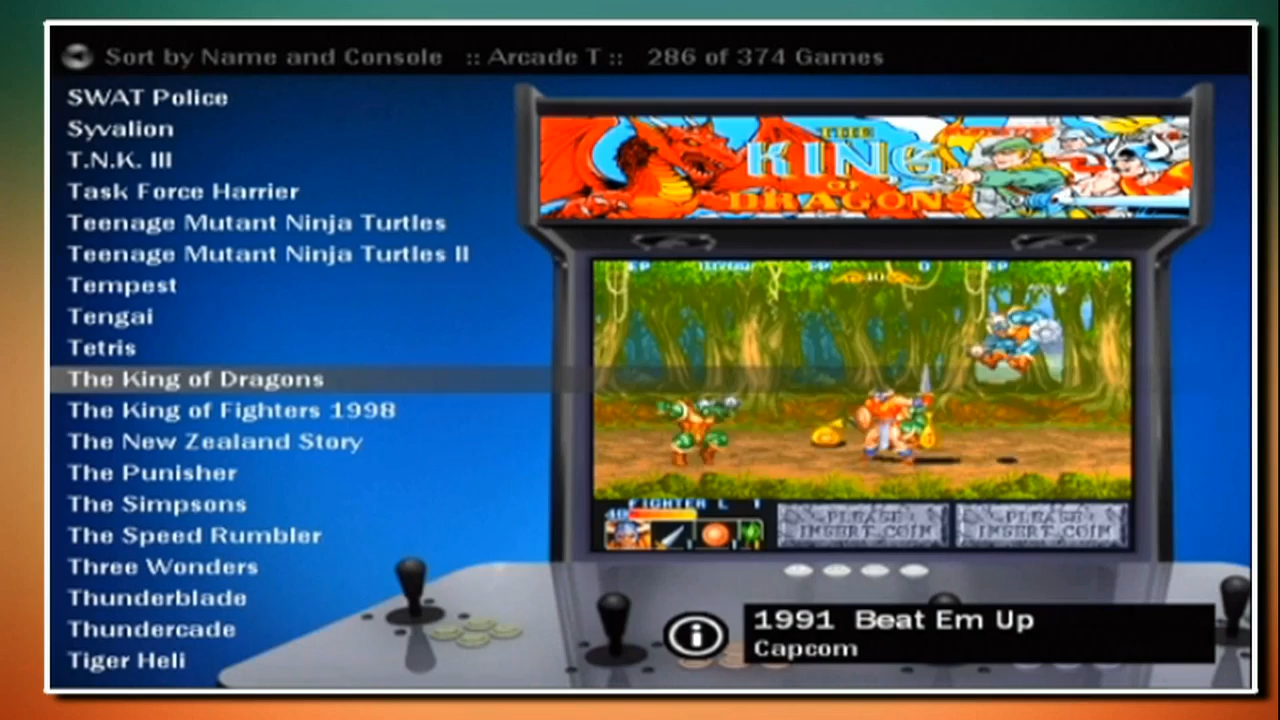 Sort by Name and Console :: Arcade T :: 286 of 374 Games
SWAT Police
Syvalion
T.N.K. III
Task Force Harrier
Teenage Mutant Ninja Turtles
Teenage Mutant Ninja Turtles II
Tempest
Tengai
Tetris
The King of Dragons
The King of Fighters 1998
The New Zealand Story
The Punisher
The Simpsons
The Speed Rumbler
Three Wonders
Thunderblade
Thundercade
Tiger Heli
THE
KING
OF
DRAGONS
FIGHTER L 1
PLEASE
INSERT COIN
PLEASE
INSERT COIN
1991 Beat Em Up
Capcom